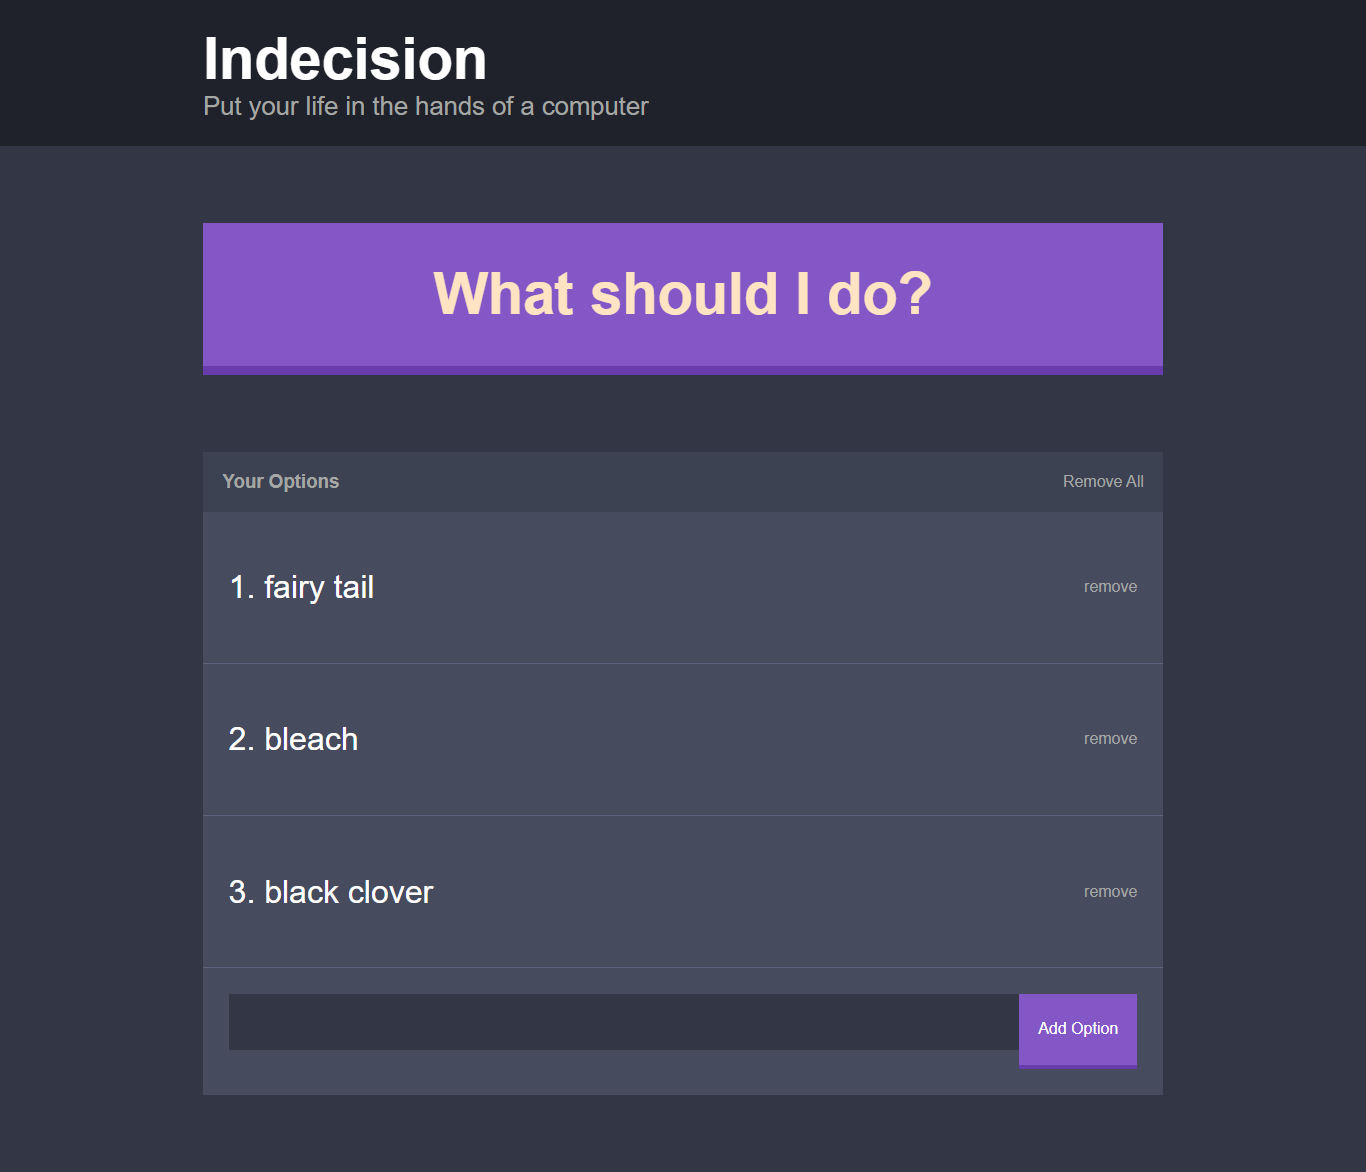 Indecision
Put your life in the hands of a computer
What should I do?
Your Options
Remove All
1. fairy tail
remove
2. bleach
remove
3. black clover
remove
Add Option